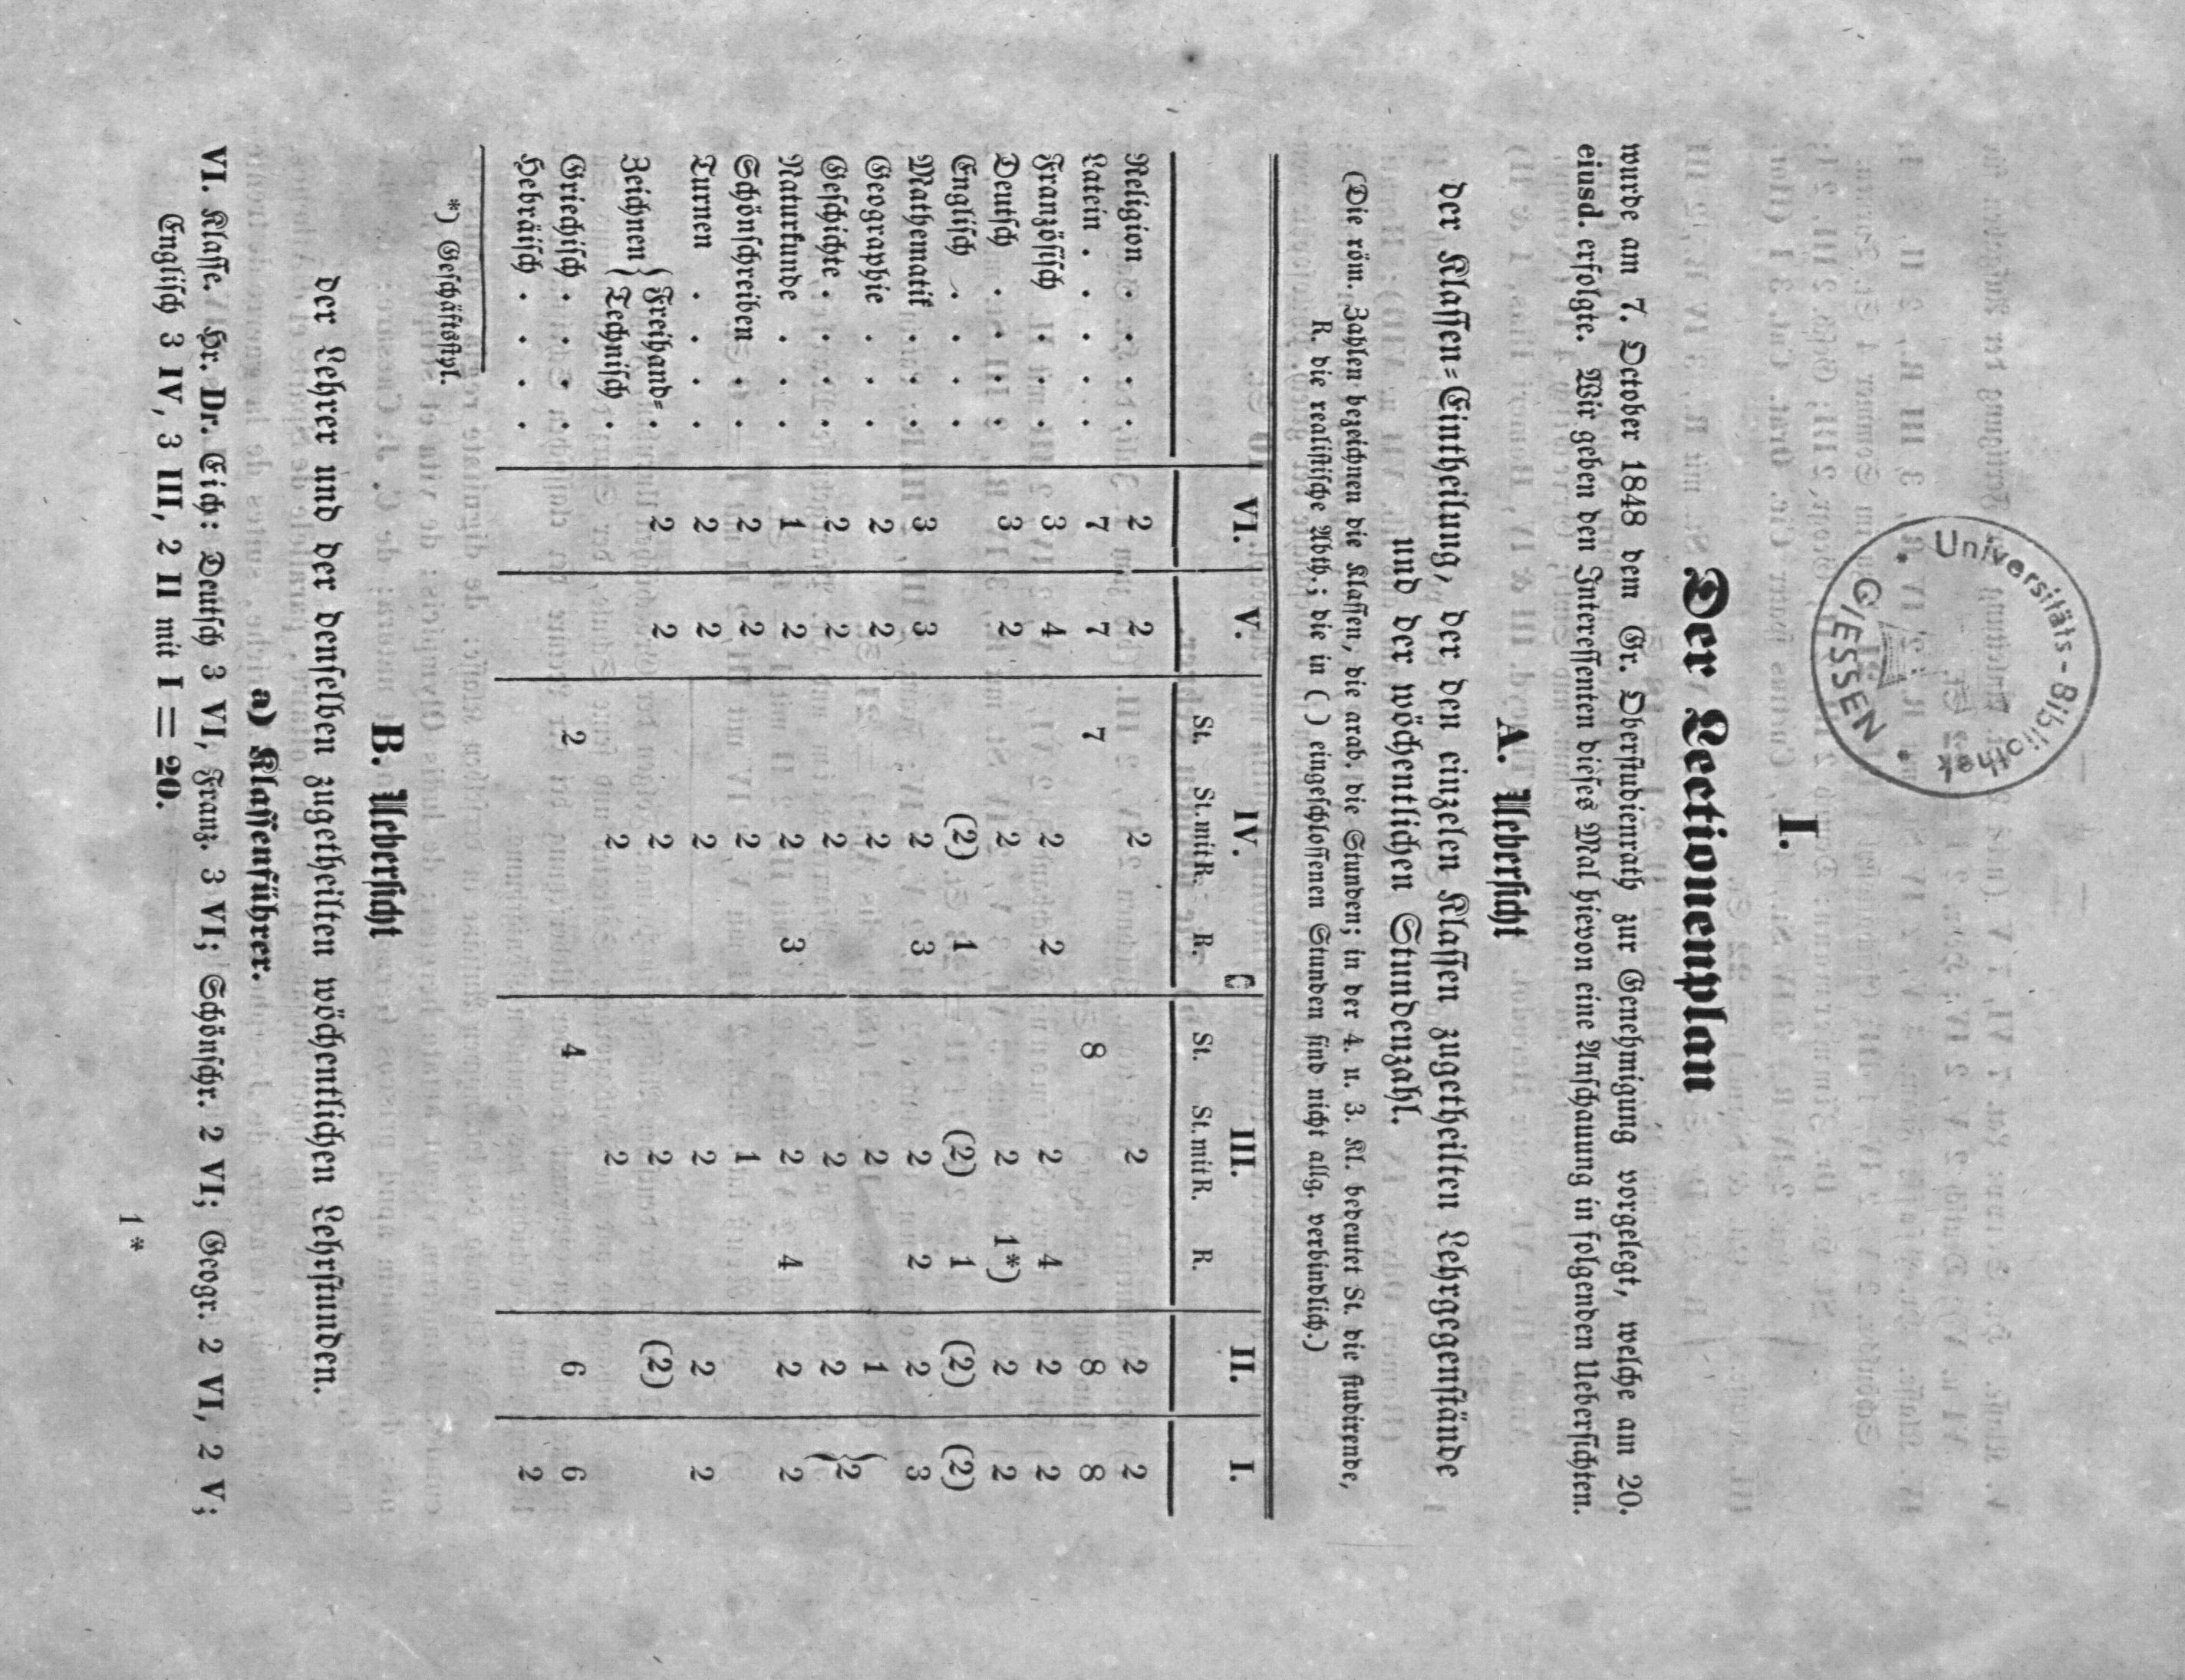 Universitäts-Bibliothek
GIESSEN
I.
Der Lectionenplan
wurde am 7. October 1848 dem Gr. Oberstudienrath zur Genehmigung vorgelegt, welche am 20.
einsd. erfolgte. Wir geben den Interessenten dieses Mal hievon eine Anschauung in folgenden Uebersichten.
A. Uebersicht
der Klassen-Eintheilung, der den einzelen Klassen zugetheilten Lehrgegenstände
und der wöchentlichen Stundenzahl.
(Die röm. Zahlen bezeichnen die Klassen, die arab. die Stunden; in der 4. u. 3. Kl. bedeutet St. die studirende,
R. die realistische Abth.; die in ( ) eingeschlossenen Stunden sind nicht allg. verbindlich.)
VI. V. IV. III. II. I.
St. St. mit R. R. St. St. mit R. R.
Religion . . . . 2 2 2 2 2 2
Latein . . . . . 7 7 7 8 8 8
Französisch . . . 3 4 2 2 2 4 2 2
Deutsch . . . . 3 2 2 2 1*) 2 2
Englisch . . . . (2) 1 (2) 1 (2) (2)
Mathematik . . . 3 3 2 3 2 2 2 3
Geographie . . . 2 2 2 2 1 } 2
Geschichte . . . . 2 2 2 2 2
Naturkunde . . . 1 2 2 3 2 4 2 2
Schönschreiben . . 2 2 2 1
Turnen . . . . 2 2 2 2 2 2
Zeichnen { Freihand- . 2 2 2 2 (2)
Technisch . 2 2
Griechisch . . . . 2 4 6 6
Hebräisch . . . . 2
*) Geschäftsstyl.
B. Uebersicht
der Lehrer und der denselben zugetheilten wöchentlichen Lehrstunden.
a) Klassenführer.
VI. Klasse. Hr. Dr. Eich: Deutsch 3 VI, Franz. 3 VI; Schönschr. 2 VI; Geogr. 2 VI, 2 V;
Englisch 3 IV, 3 III, 2 II mit I = 20.
1*